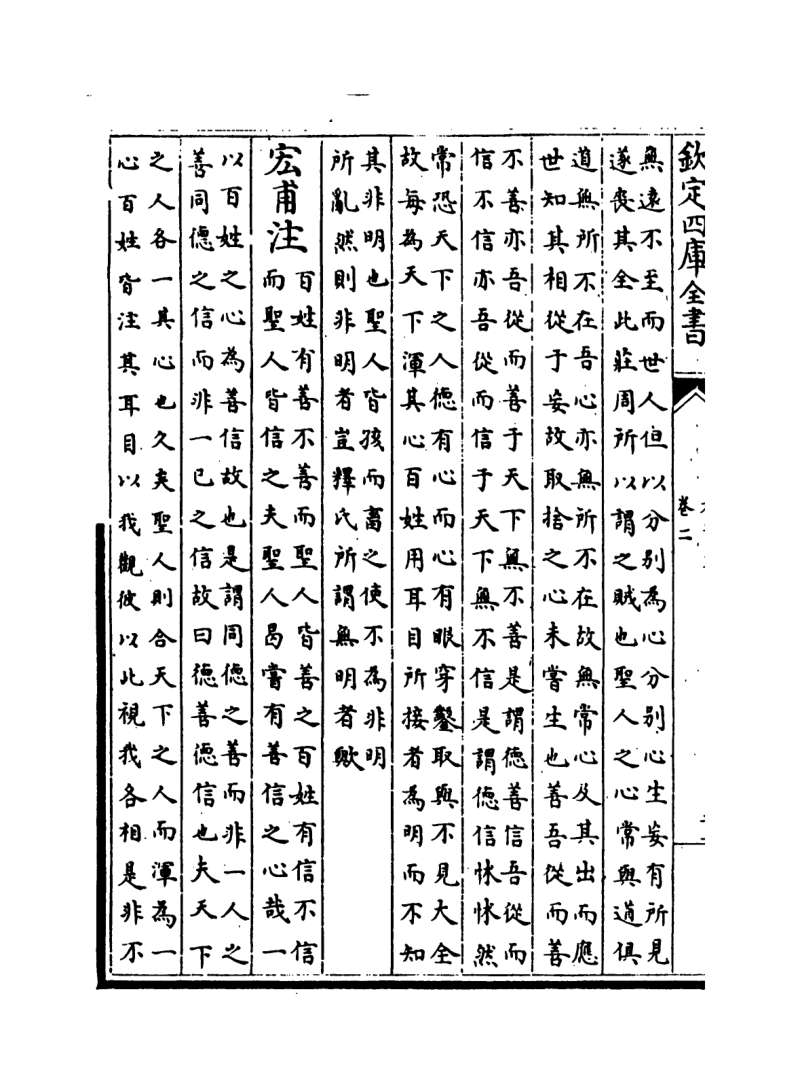 欽定四庫全書
卷二
無遠不至而世人但以分别為心分别心生妄有所見
遂喪其全此莊周所以謂之賊也聖人之心常與道俱
道無所不在吾心亦無所不在故無常心及其出而應
世知其相從于妄故取捨之心未嘗生也善吾從而善
不善亦吾從而善于天下無不善是謂德善信吾從而
信不信亦吾從而信于天下無不信是謂德信怵怵然
常恐天下之人德有心而心有眼穿鑿取與不見大全
故每為天下渾其心百姓用耳目所接者為明而不知
其非明也聖人皆孩而畜之使不為非明
所亂然則非明者豈釋氏所謂無明者歟
宏甫注
百姓有善不善而聖人皆善之百姓有信不信
而聖人皆信之夫聖人曷嘗有善信之心哉一
以百姓之心為善信故也是謂同德之善而非一人之
善同德之信而非一已之信故曰德善德信也夫天下
之人各一其心也久矣聖人則合天下之人而渾為一
心百姓皆注其耳目以我觀彼以此視我各相是非不